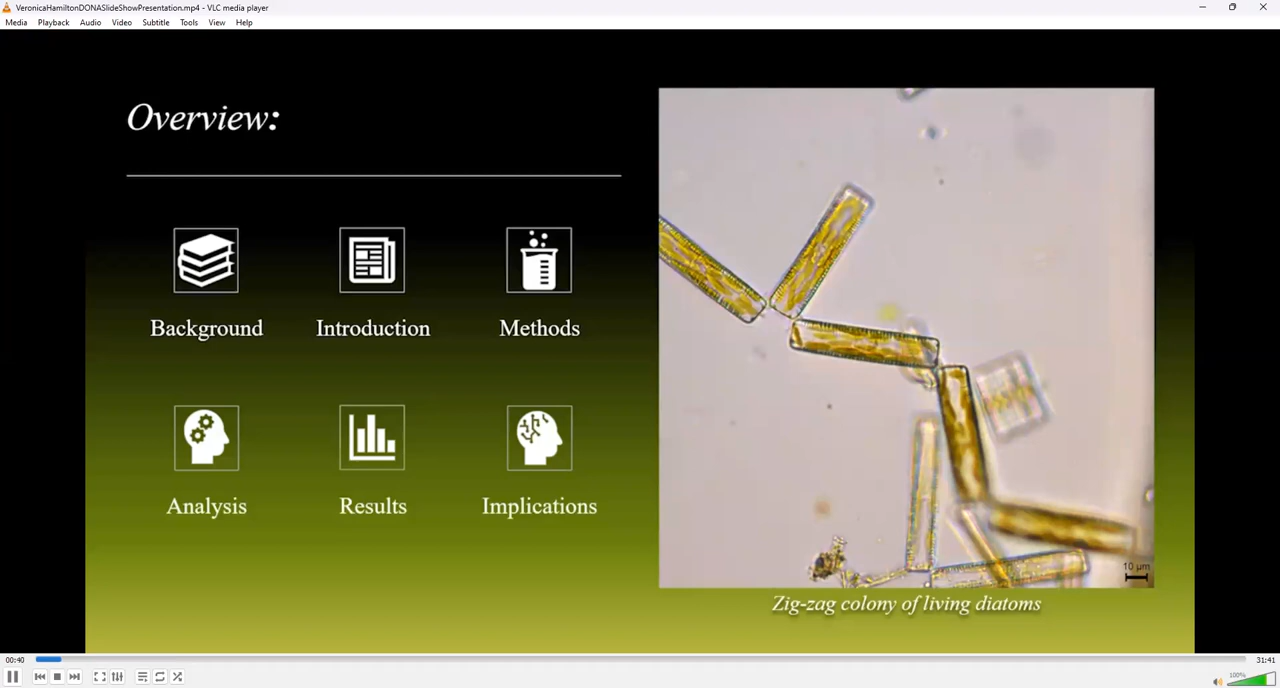 VeronicaHamiltonDONASlideShowPresentation.mp4 - VLC media player
Media Playback Audio Video Subtitle Tools View Help
Overview:
Background Introduction Methods
Analysis Results Implications
10 µm
Zig-zag colony of living diatoms
00:40 31:41
100%